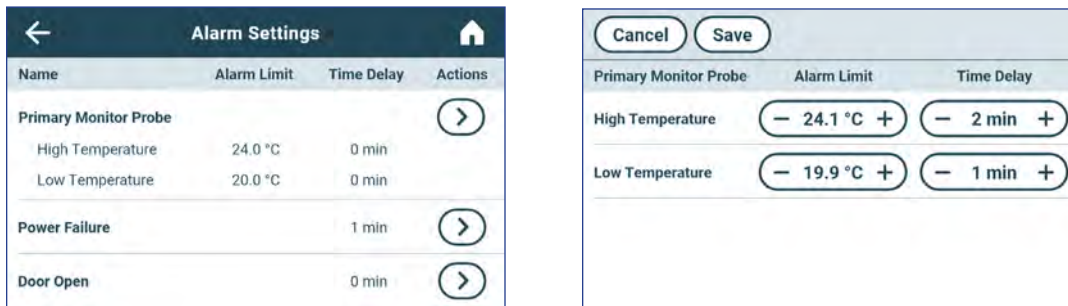 Alarm Settings
Name Alarm Limit Time Delay Actions
Primary Monitor Probe
High Temperature 24.0 °C 0 min
Low Temperature 20.0 °C 0 min
Power Failure 1 min
Door Open 0 min
Cancel Save
Primary Monitor Probe Alarm Limit Time Delay
High Temperature − 24.1 °C + − 2 min +
Low Temperature − 19.9 °C + − 1 min +